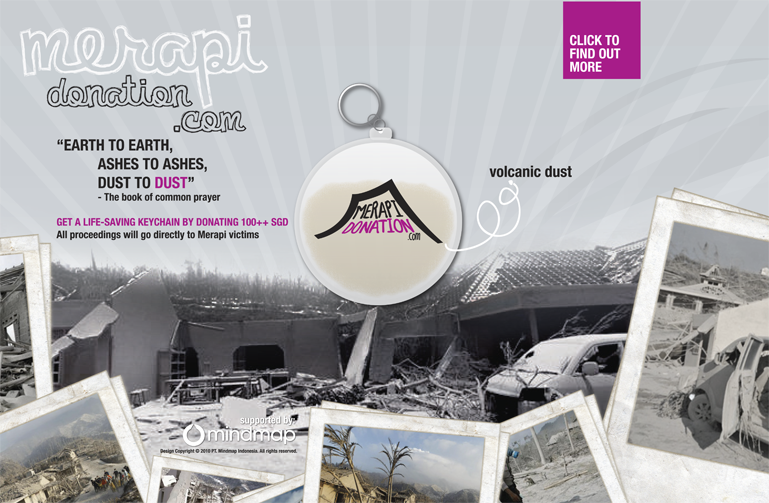 merapi
donation
.com
CLICK TO
FIND OUT
MORE
“EARTH TO EARTH,
ASHES TO ASHES,
DUST TO DUST”
- The book of common prayer
GET A LIFE-SAVING KEYCHAIN BY DONATING 100++ SGD
All proceedings will go directly to Merapi victims
volcanic dust
MERAPI
DONATION
.com
supported by:
mindmap
Design Copyright © 2010 PT. Mindmap Indonesia. All rights reserved.